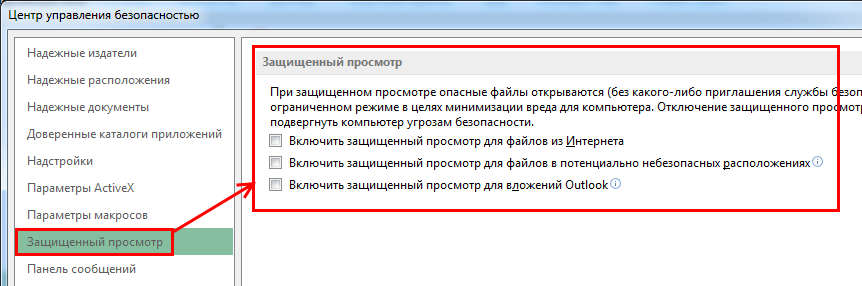 Центр управления безопасностью
Надежные издатели
Надежные расположения
Надежные документы
Доверенные каталоги приложений
Надстройки
Параметры ActiveX
Параметры макросов
Защищенный просмотр
Панель сообщений
Защищенный просмотр
При защищенном просмотре опасные файлы открываются (без какого-либо приглашения службы безоп
ограниченном режиме в целях минимизации вреда для компьютера. Отключение защищенного просмот
подвергнуть компьютер угрозам безопасности.
Включить защищенный просмотр для файлов из Интернета
Включить защищенный просмотр для файлов в потенциально небезопасных расположениях
Включить защищенный просмотр для вложений Outlook